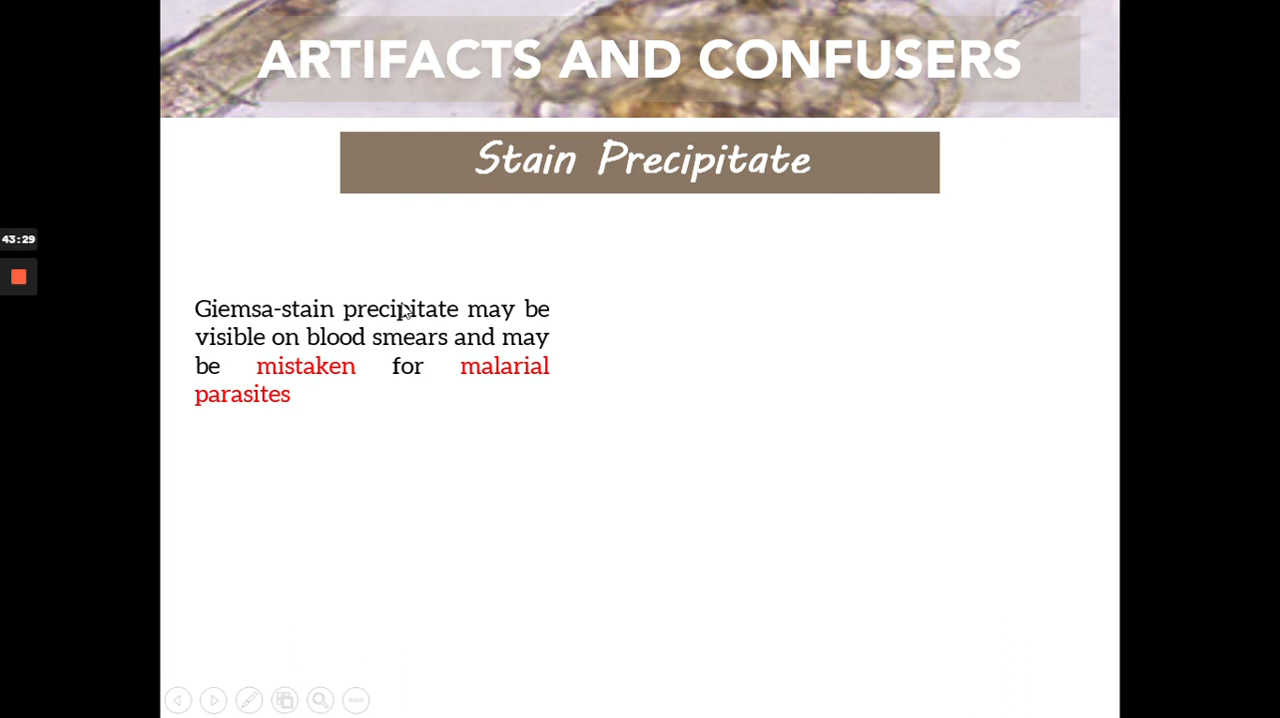 ARTIFACTS AND CONFUSERS
Stain Precipitate
43:29
Giemsa-stain precipitate may be
visible on blood smears and may
be mistaken for malarial
parasites